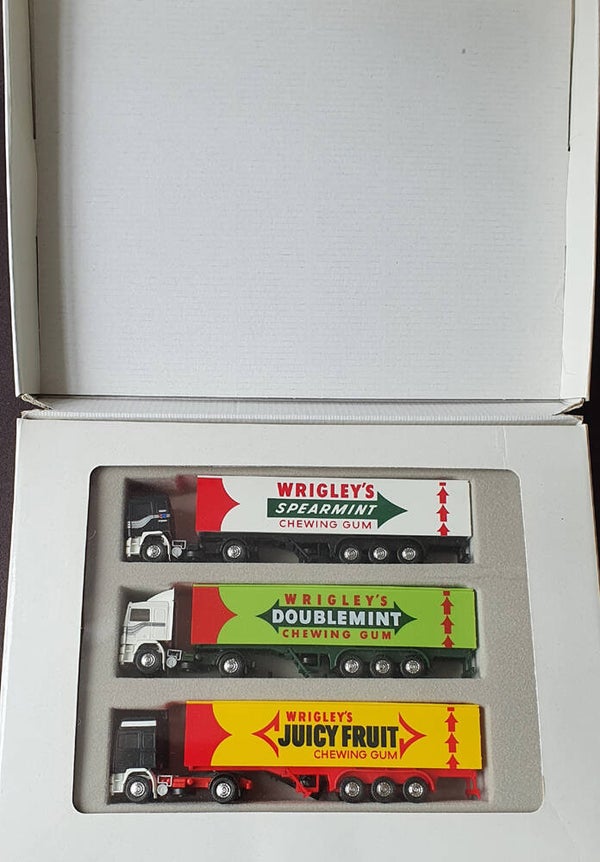 WRIGLEY'S
SPEARMINT
CHEWING GUM
WRIGLEY'S
DOUBLEMINT
CHEWING GUM
WRIGLEY'S
JUICY FRUIT
CHEWING GUM